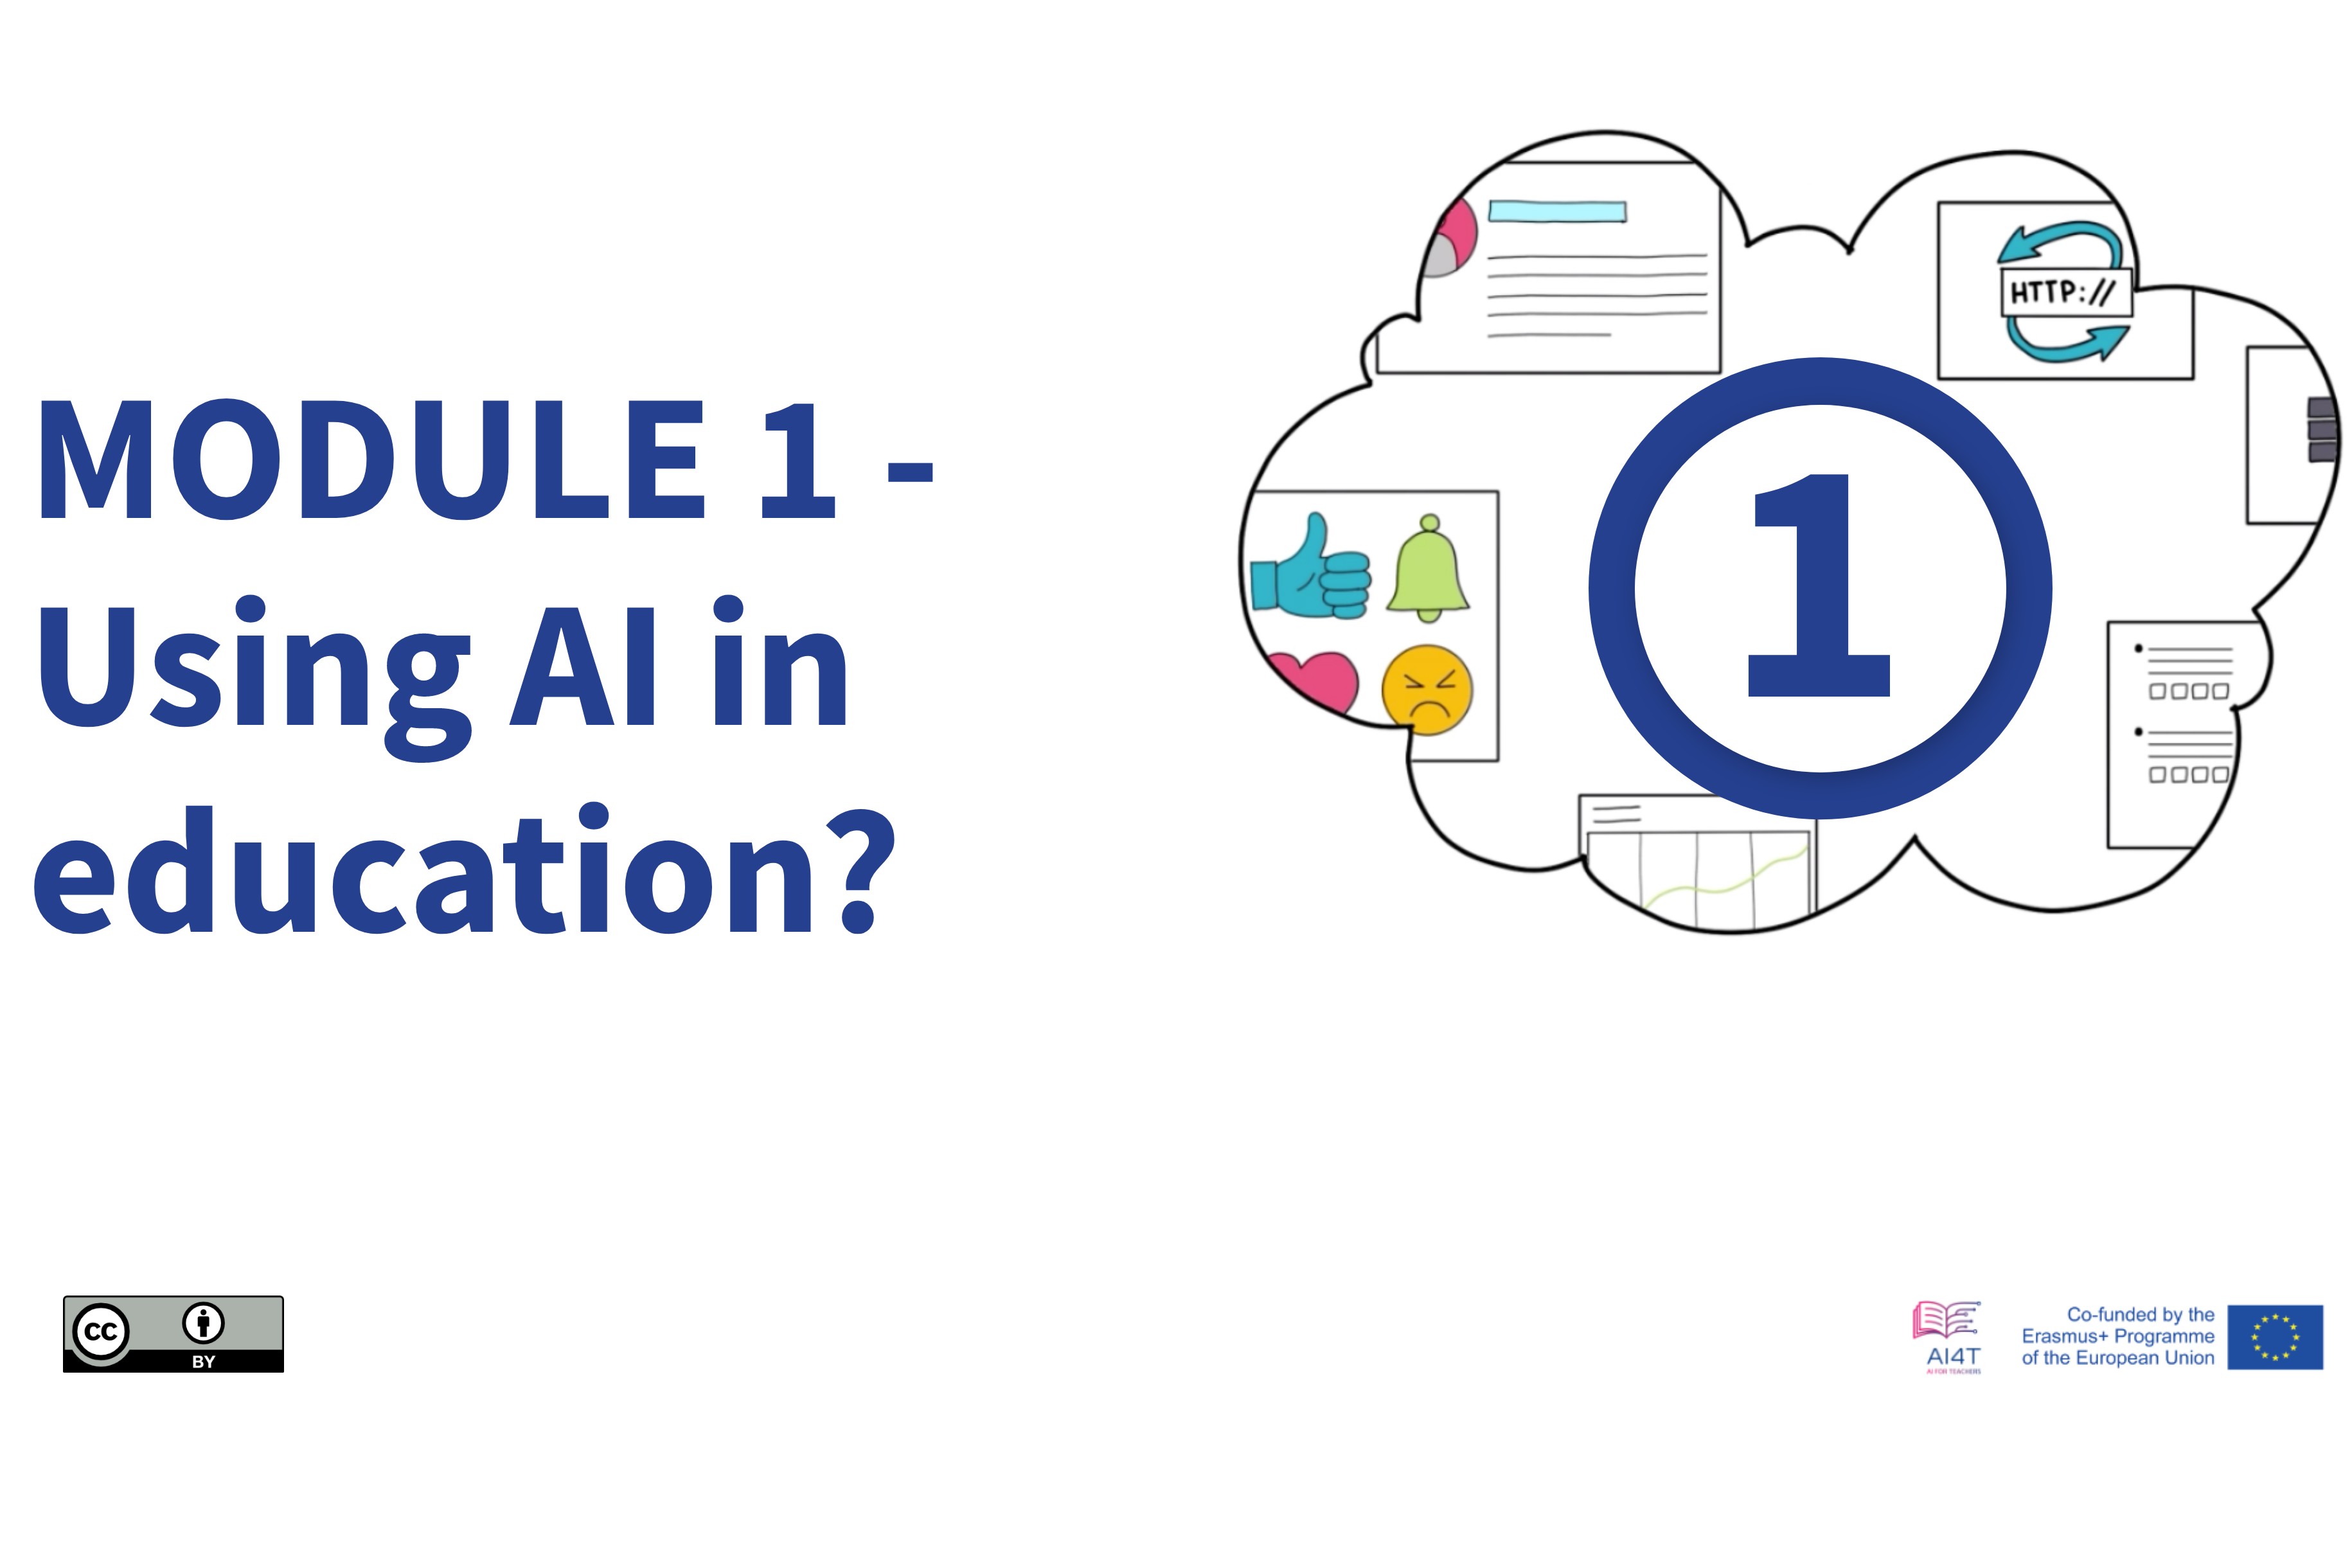 MODULE 1 -
Using AI in
education?
HTTP://
1
CC
BY
AI4T
AI FOR TEACHERS
Co-funded by the
Erasmus+ Programme
of the European Union